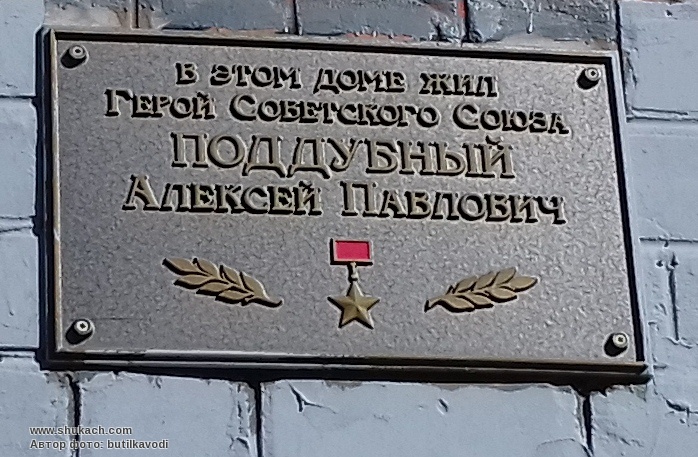 В ЭТОМ ДОМЕ ЖИЛ
ГЕРОЙ СОВЕТСКОГО СОЮЗА
ПОДДУБНЫЙ
АЛЕКСЕЙ ПАВЛОВИЧ
www.shukach.com
Автор фото: butilkavodi